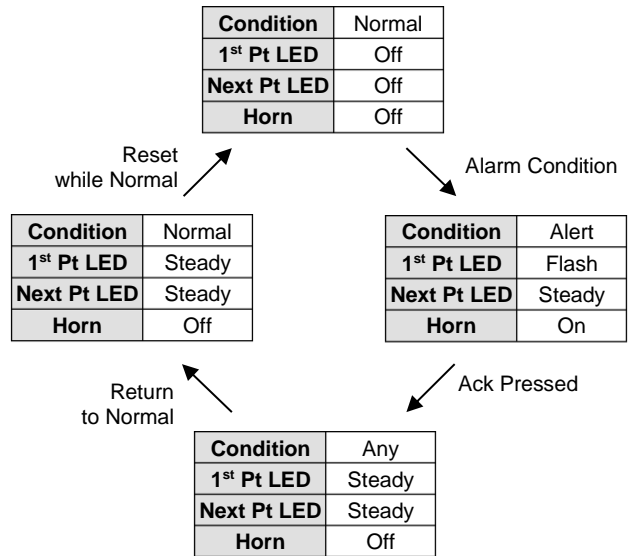 Condition Normal
1st Pt LED Off
Next Pt LED Off
Horn Off
Reset
while Normal
Alarm Condition
Condition Normal
1st Pt LED Steady
Next Pt LED Steady
Horn Off
Condition Alert
1st Pt LED Flash
Next Pt LED Steady
Horn On
Return
to Normal
Ack Pressed
Condition Any
1st Pt LED Steady
Next Pt LED Steady
Horn Off